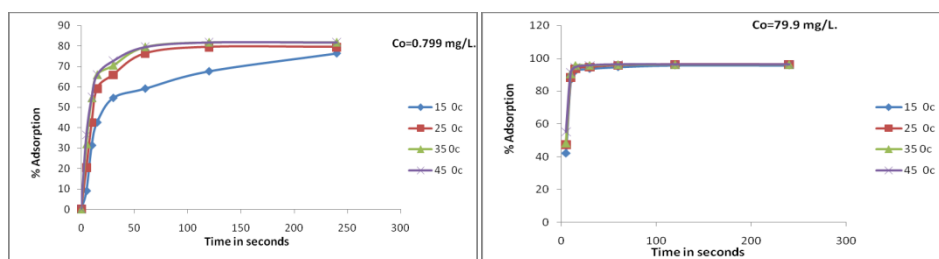 90
80
70
60
50
40
30
20
10
0
% Adsorption
0
50
100
150
200
250
300
Time in seconds
Co=0.799 mg/L.
15 0c
25 0c
35 0c
45 0c
120
100
80
60
40
20
0
% Adsorption
0
100
200
300
Time in seconds
Co=79.9 mg/L.
15 0c
25 0c
35 0c
45 0c